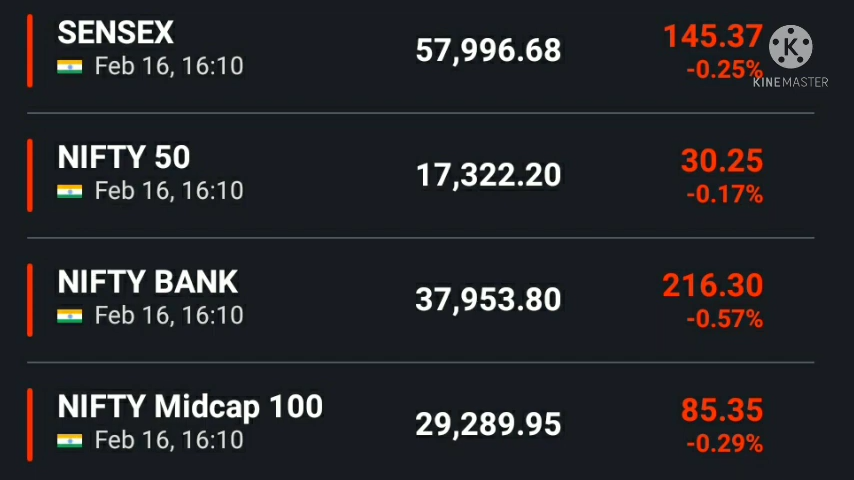 SENSEX
Feb 16, 16:10
57,996.68
145.37
-0.25%
K
KINEMASTER
NIFTY 50
Feb 16, 16:10
17,322.20
30.25
-0.17%
NIFTY BANK
Feb 16, 16:10
37,953.80
216.30
-0.57%
NIFTY Midcap 100
Feb 16, 16:10
29,289.95
85.35
-0.29%